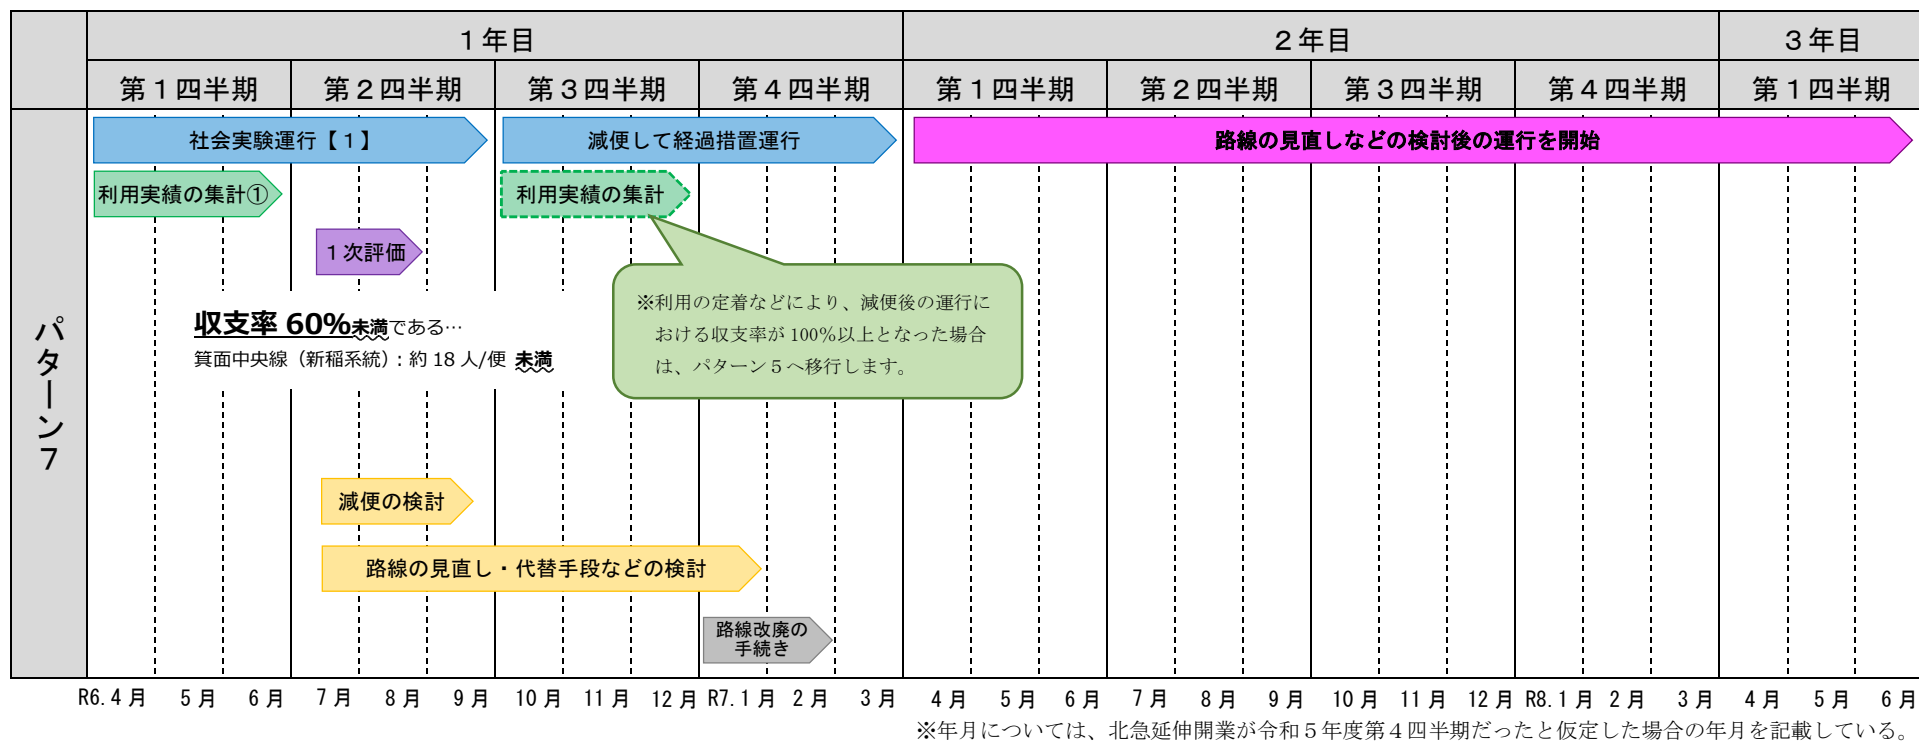 １年目
２年目
３年目
第１四半期
第２四半期
第３四半期
第４四半期
第１四半期
第２四半期
第３四半期
第４四半期
第１四半期
パターン７
社会実験運行【１】
減便して経過措置運行
路線の見直しなどの検討後の運行を開始
利用実績の集計①
利用実績の集計
１次評価
※利用の定着などにより、減便後の運行に
おける収支率が 100％以上となった場合
は、パターン５へ移行します。
収支率 60%未満である…
箕面中央線（新稲系統）：約 18 人/便 未満
減便の検討
路線の見直し・代替手段などの検討
路線改廃の
手続き
R6.4月 5月 6月 7月 8月 9月 10月 11月 12月 R7.1月 2月 3月 4月 5月 6月 7月 8月 9月 10月 11月 12月 R8.1月 2月 3月 4月 5月 6月
※年月については、北急延伸開業が令和５年度第４四半期だったと仮定した場合の年月を記載している。